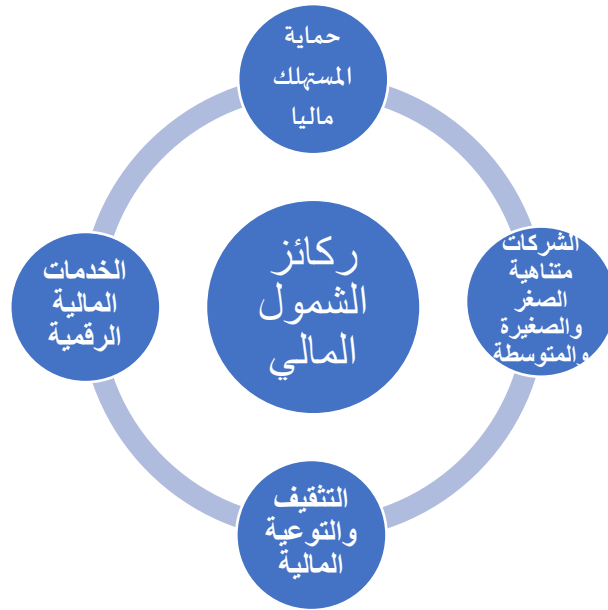 حماية
المستهلك
ماليا
الشركات
متناهية
الصغر
والصغيرة
والمتوسطة
ركائز
الشمول
المالي
الخدمات
المالية
الرقمية
التثقيف
والتوعية
المالية